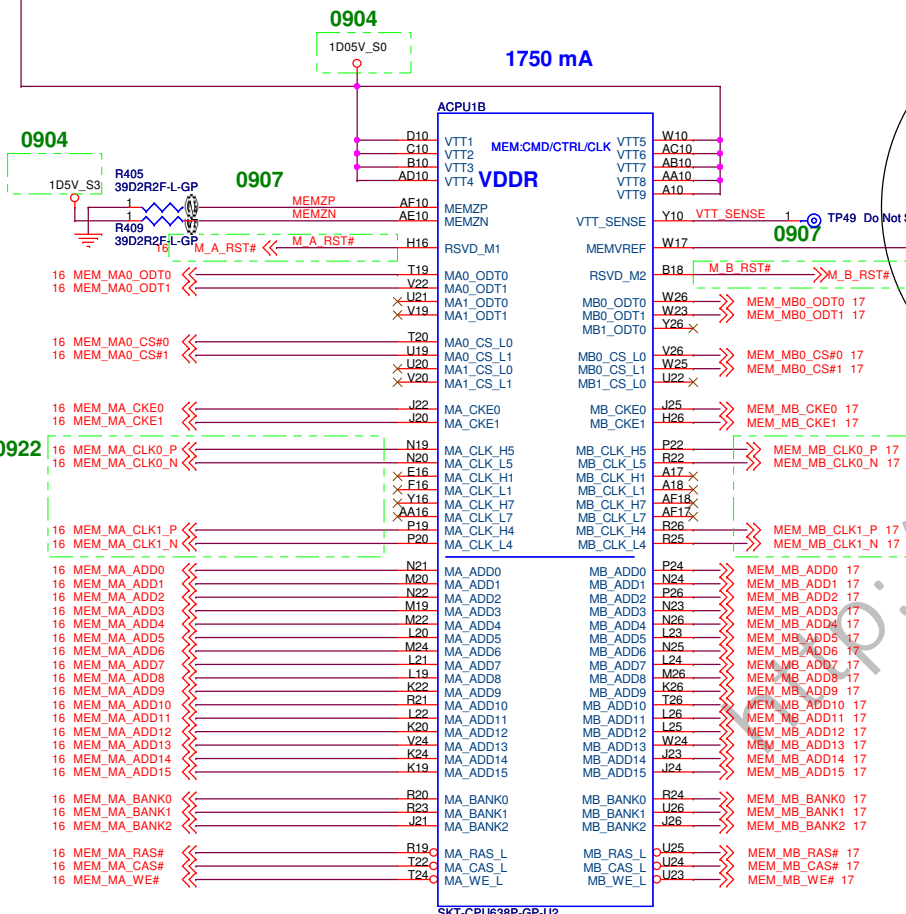 0904
1D05V_S0
1750 mA
ACPU1B
0904
1D5V_S3
R405
39D2R2F-L-GP
0907
1 MEMZP AF10 MEMZP
1 MEMZN AE10 MEMZN
R409
39D2R2F-L-GP
MEM:CMD/CTRL/CLK
VDDR
D10 VTT1 VTT5 W10
C10 VTT2 VTT6 AC10
B10 VTT3 VTT7 AB10
AD10 VTT4 VTT8 AA10
VTT9 A10
VTT_SENSE Y10 VTT_SENSE 1 TP49 Do Not
0907
16 M_A_RST# M_A_RST# H16 RSVD_M1 MEMVREF W17
RSVD_M2 B18 M_B_RST# M_B_RST#
16 MEM_MA0_ODT0 T19 MA0_ODT0
16 MEM_MA0_ODT1 V22 MA0_ODT1
U21 MA1_ODT0 MB0_ODT0 W26 MEM_MB0_ODT0 17
V19 MA1_ODT1 MB0_ODT1 W23 MEM_MB0_ODT1 17
MB1_ODT0 Y26
16 MEM_MA0_CS#0 T20 MA0_CS_L0
16 MEM_MA0_CS#1 U19 MA0_CS_L1 MB0_CS_L0 V26 MEM_MB0_CS#0 17
U20 MA1_CS_L0 MB0_CS_L1 W25 MEM_MB0_CS#1 17
V20 MA1_CS_L1 MB1_CS_L0 U22
16 MEM_MA_CKE0 J22 MA_CKE0 MB_CKE0 J25 MEM_MB_CKE0 17
16 MEM_MA_CKE1 J20 MA_CKE1 MB_CKE1 H26 MEM_MB_CKE1 17
0922
16 MEM_MA_CLK0_P N19 MA_CLK_H5 MB_CLK_H5 P22 MEM_MB_CLK0_P 17
16 MEM_MA_CLK0_N N20 MA_CLK_L5 MB_CLK_L5 R22 MEM_MB_CLK0_N 17
E16 MA_CLK_H1 MB_CLK_H1 A17
F16 MA_CLK_L1 MB_CLK_L1 A18
Y16 MA_CLK_H7 MB_CLK_H7 AF18
AA16 MA_CLK_L7 MB_CLK_L7 AF17
16 MEM_MA_CLK1_P P19 MA_CLK_H4 MB_CLK_H4 R26 MEM_MB_CLK1_P 17
16 MEM_MA_CLK1_N P20 MA_CLK_L4 MB_CLK_L4 R25 MEM_MB_CLK1_N 17
16 MEM_MA_ADD0 N21 MA_ADD0 MB_ADD0 P24 MEM_MB_ADD0 17
16 MEM_MA_ADD1 M20 MA_ADD1 MB_ADD1 N24 MEM_MB_ADD1 17
16 MEM_MA_ADD2 N22 MA_ADD2 MB_ADD2 P26 MEM_MB_ADD2 17
16 MEM_MA_ADD3 M19 MA_ADD3 MB_ADD3 N23 MEM_MB_ADD3 17
16 MEM_MA_ADD4 M22 MA_ADD4 MB_ADD4 N26 MEM_MB_ADD4 17
16 MEM_MA_ADD5 L20 MA_ADD5 MB_ADD5 L23 MEM_MB_ADD5 17
16 MEM_MA_ADD6 M24 MA_ADD6 MB_ADD6 N25 MEM_MB_ADD6 17
16 MEM_MA_ADD7 L21 MA_ADD7 MB_ADD7 L24 MEM_MB_ADD7 17
16 MEM_MA_ADD8 L19 MA_ADD8 MB_ADD8 M26 MEM_MB_ADD8 17
16 MEM_MA_ADD9 K22 MA_ADD9 MB_ADD9 K26 MEM_MB_ADD9 17
16 MEM_MA_ADD10 R21 MA_ADD10 MB_ADD10 T26 MEM_MB_ADD10 17
16 MEM_MA_ADD11 L22 MA_ADD11 MB_ADD11 L26 MEM_MB_ADD11 17
16 MEM_MA_ADD12 K20 MA_ADD12 MB_ADD12 L25 MEM_MB_ADD12 17
16 MEM_MA_ADD13 V24 MA_ADD13 MB_ADD13 W24 MEM_MB_ADD13 17
16 MEM_MA_ADD14 K24 MA_ADD14 MB_ADD14 J23 MEM_MB_ADD14 17
16 MEM_MA_ADD15 K19 MA_ADD15 MB_ADD15 J24 MEM_MB_ADD15 17
16 MEM_MA_BANK0 R20 MA_BANK0 MB_BANK0 R24 MEM_MB_BANK0 17
16 MEM_MA_BANK1 R23 MA_BANK1 MB_BANK1 U26 MEM_MB_BANK1 17
16 MEM_MA_BANK2 J21 MA_BANK2 MB_BANK2 J26 MEM_MB_BANK2 17
16 MEM_MA_RAS# R19 MA_RAS_L MB_RAS_L U25 MEM_MB_RAS# 17
16 MEM_MA_CAS# T22 MA_CAS_L MB_CAS_L U24 MEM_MB_CAS# 17
16 MEM_MA_WE# T24 MA_WE_L MB_WE_L U23 MEM_MB_WE# 17
SKT-CPU638P-GP-U2
http: